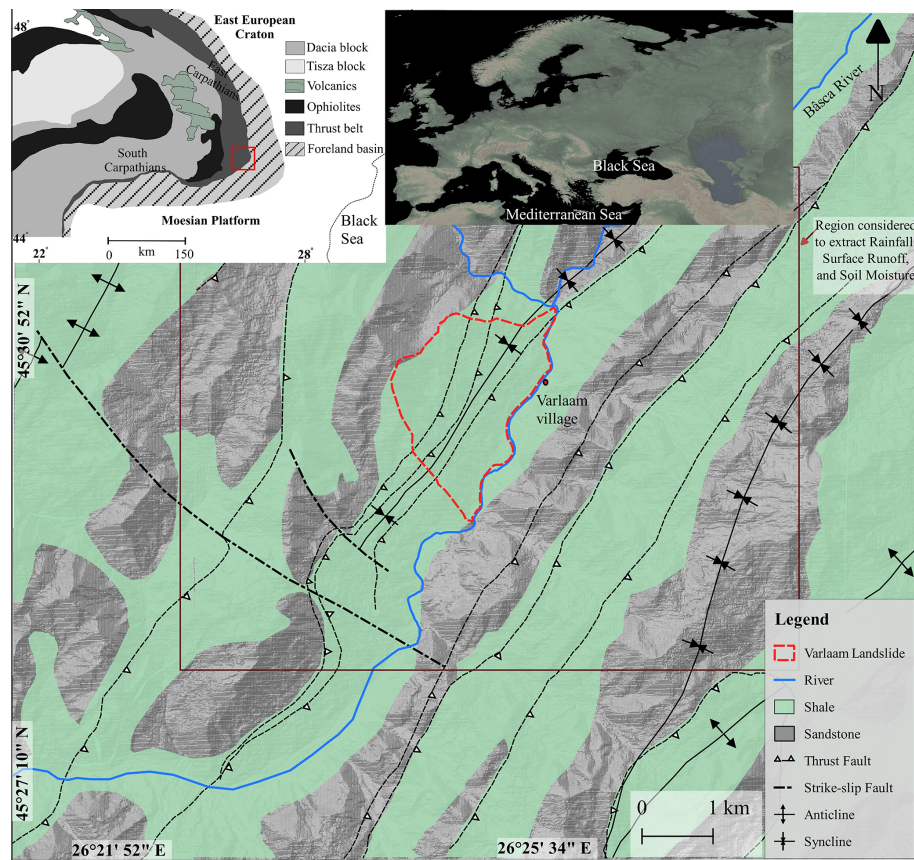 48°
East European
Craton
Dacia block
Tisza block
Volcanics
Ophiolites
Thrust belt
Foreland basin
East
Carpathians
South
Carpathians
Moesian Platform
Black
Sea
44°
22°
28°
0
km
150
Black Sea
Mediterranean Sea
Bâsca River
N
Region considered
to extract Rainfall,
Surface Runoff,
and Soil Moisture
45°30' 52" N
Varlaam
village
45°27' 10" N
26°21' 52" E
26°25' 34" E
0
1 km
Legend
Varlaam Landslide
River
Shale
Sandstone
Thrust Fault
Strike-slip Fault
Anticline
Syncline